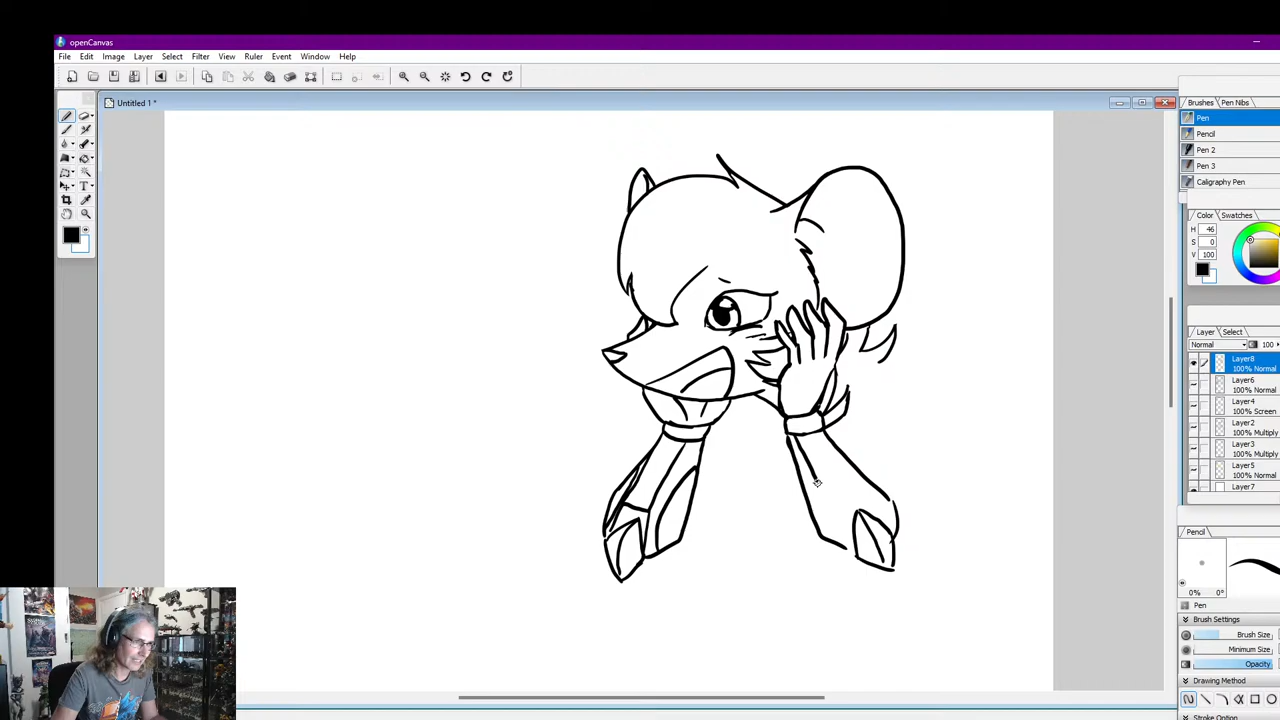 openCanvas
File Edit Image Layer Select Filter View Ruler Event Window Help
Untitled 1 *
Brushes Pen Nibs
Pen
Pencil
Pen 2
Pen 3
Caligraphy Pen
Color Swatches
H 46
S 0
V 100
Layer Select
Normal 100
Layer8
100% Normal
Layer6
100% Normal
Layer4
100% Screen
Layer2
100% Multiply
Layer3
100% Multiply
Layer5
100% Normal
Layer7
Pencil
0% 0°
Pen
Brush Settings
Brush Size
Minimum Size
Opacity
Drawing Method
Stroke Option